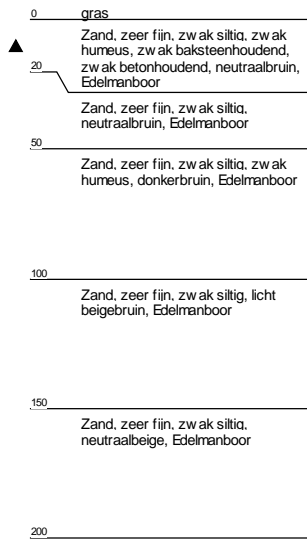 0 gras
Zand, zeer fijn, zwak siltig, zwak
humeus, zwak baksteenhoudend,
zwak betonhoudend, neutraalbruin,
Edelmanboor
20
Zand, zeer fijn, zwak siltig,
neutraalbruin, Edelmanboor
50
Zand, zeer fijn, zwak siltig, zwak
humeus, donkerbruin, Edelmanboor
100
Zand, zeer fijn, zwak siltig, licht
beigebruin, Edelmanboor
150
Zand, zeer fijn, zwak siltig,
neutraalbeige, Edelmanboor
200